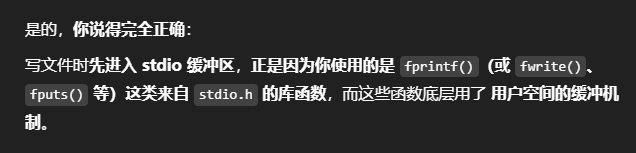 是的，你说得完全正确：
写文件时先进入 stdio 缓冲区，正是因为你使用的是 fprintf()（或 fwrite()、
fputs() 等）这类来自 stdio.h 的库函数，而这些函数底层用了 用户空间的缓冲机
制。